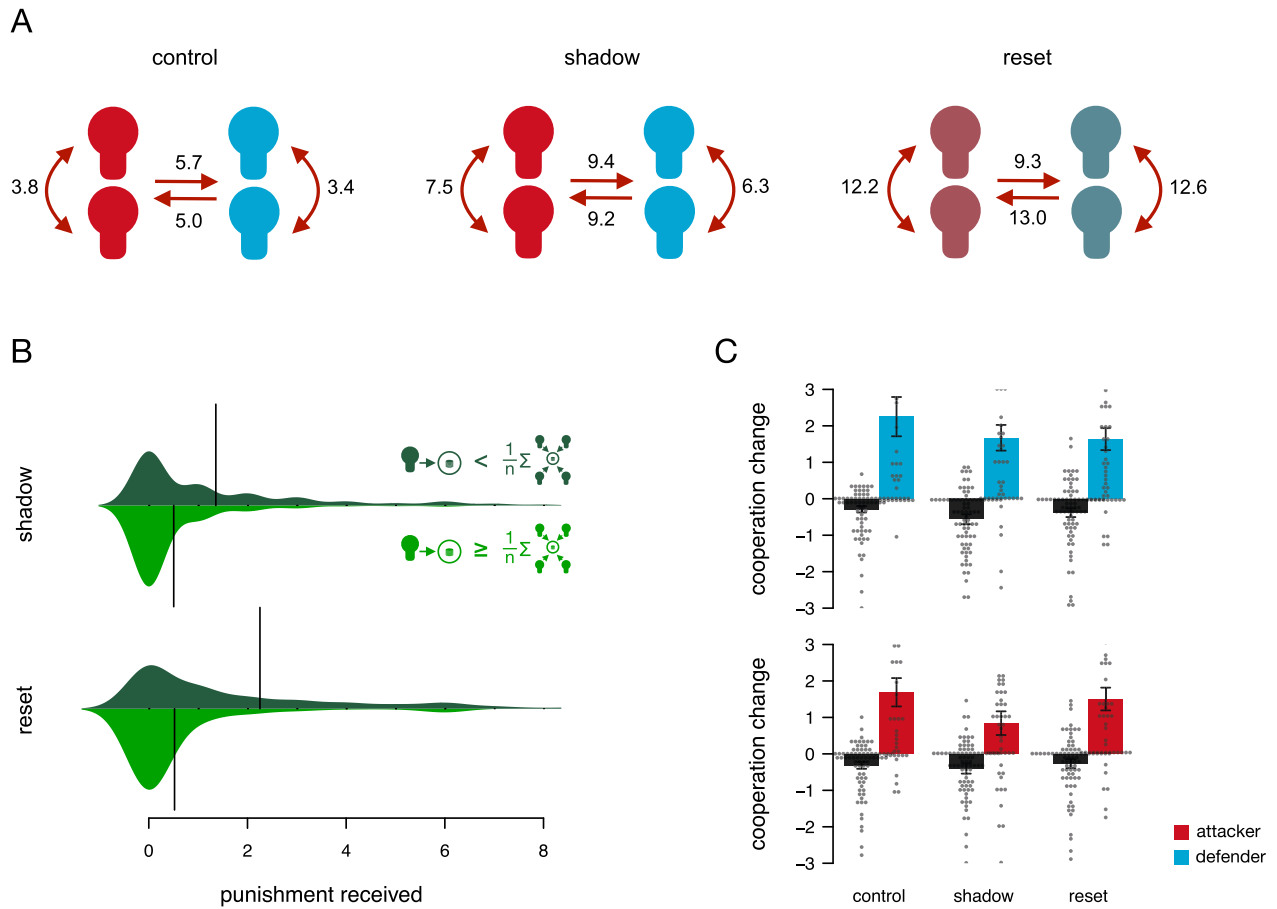 A
control
shadow
reset
5.7
9.4
9.3
3.8
3.4
7.5
6.3
12.2
12.6
5.0
9.2
13.0
B
C
shadow
< 1/n Σ
≥ 1/n Σ
reset
0 2 4 6 8
punishment received
cooperation change
3
2
1
0
−1
−2
−3
cooperation change
3
2
1
0
−1
−2
−3
control shadow reset
attacker
defender